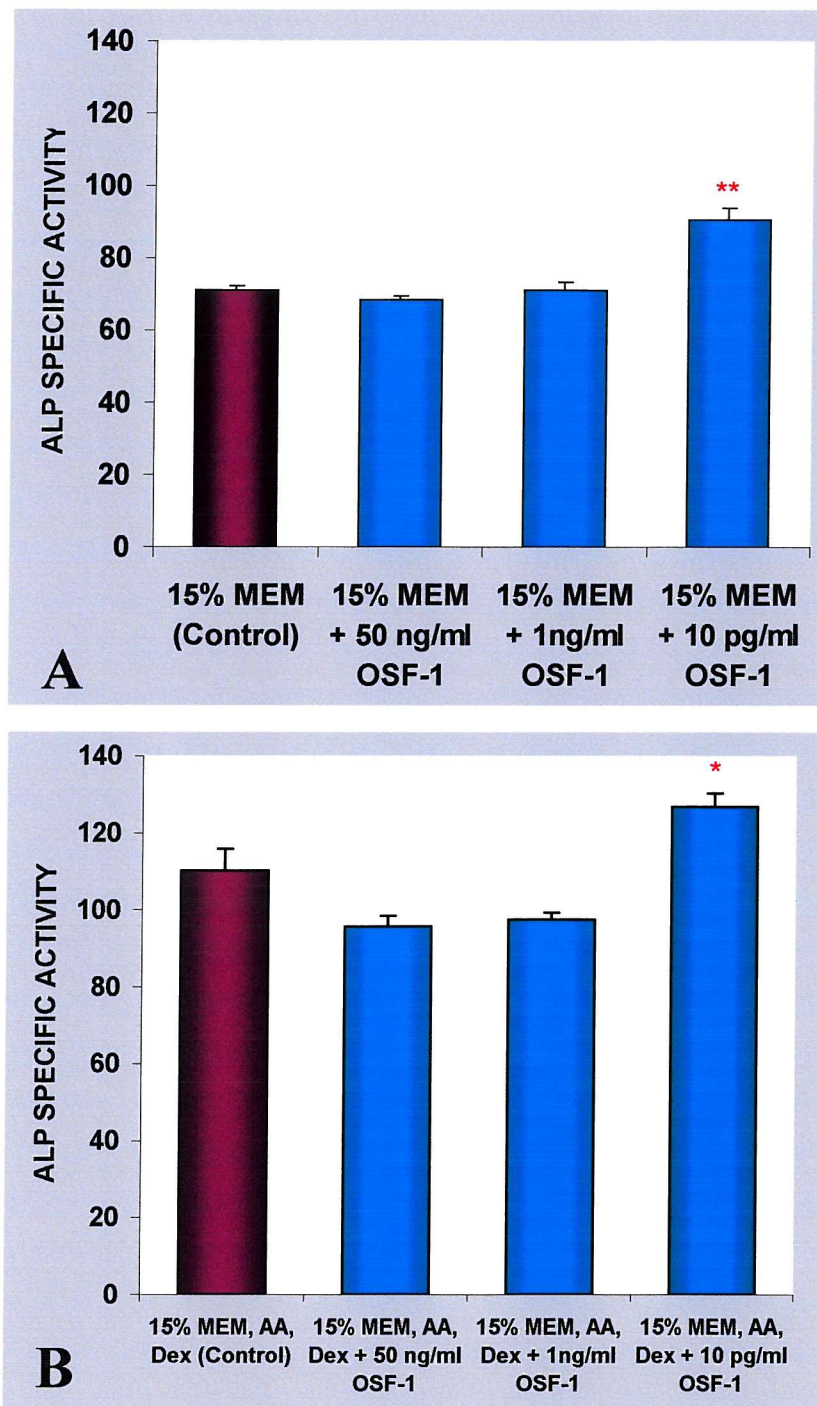 140
120
100
80
60
40
20
0
ALP SPECIFIC ACTIVITY
**
15% MEM (Control)
15% MEM + 50 ng/ml OSF-1
15% MEM + 1ng/ml OSF-1
15% MEM + 10 pg/ml OSF-1
A
140
120
100
80
60
40
20
0
ALP SPECIFIC ACTIVITY
*
15% MEM, AA, Dex (Control)
15% MEM, AA, Dex + 50 ng/ml OSF-1
15% MEM, AA, Dex + 1ng/ml OSF-1
15% MEM, AA, Dex + 10 pg/ml OSF-1
B